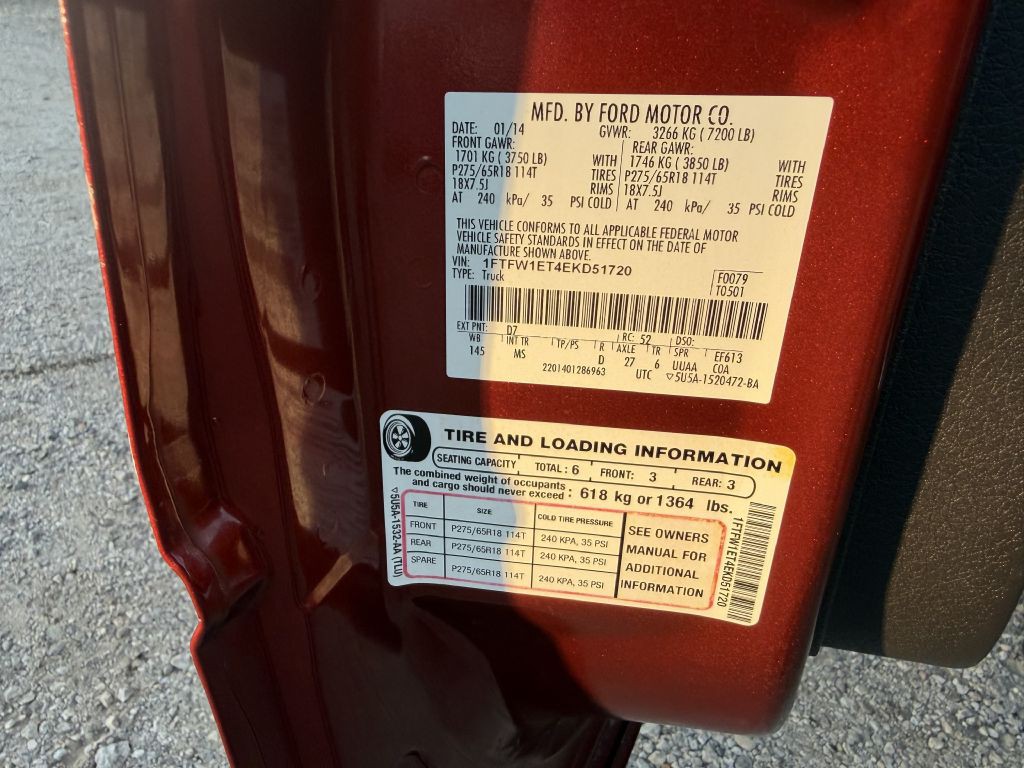 MFD. BY FORD MOTOR CO.
DATE: 01/14 GVWR: 3266 KG ( 7200 LB)
FRONT GAWR: REAR GAWR:
1701 KG ( 3750 LB) WITH 1746 KG ( 3850 LB) WITH
P275/65R18 114T TIRES P275/65R18 114T TIRES
18X7.5J RIMS 18X7.5J RIMS
AT 240 kPa/ 35 PSI COLD AT 240 kPa/ 35 PSI COLD
THIS VEHICLE CONFORMS TO ALL APPLICABLE FEDERAL MOTOR
VEHICLE SAFETY STANDARDS IN EFFECT ON THE DATE OF
MANUFACTURE SHOWN ABOVE.
VIN: 1FTFW1ET4EKD51720
TYPE: Truck
F0079
T0501
EXT PNT: D7 RC: 52 DSO:
WB INT TR TP/PS R AXLE TR SPR EF613
145 MS D 27 6 UUAA C0A
2201401286963 UTC ▽5U5A-1520472-BA
TIRE AND LOADING INFORMATION
SEATING CAPACITY TOTAL: 6 FRONT: 3 REAR: 3
The combined weight of occupants
and cargo should never exceed : 618 kg or 1364 lbs.
TIRE SIZE COLD TIRE PRESSURE
FRONT P275/65R18 114T 240 KPA, 35 PSI
REAR P275/65R18 114T 240 KPA, 35 PSI
SPARE P275/65R18 114T 240 KPA, 35 PSI
SEE OWNERS
MANUAL FOR
ADDITIONAL
INFORMATION
▽5U5A-1532-AA (TLU)
1FTFW1ET4EKD51720